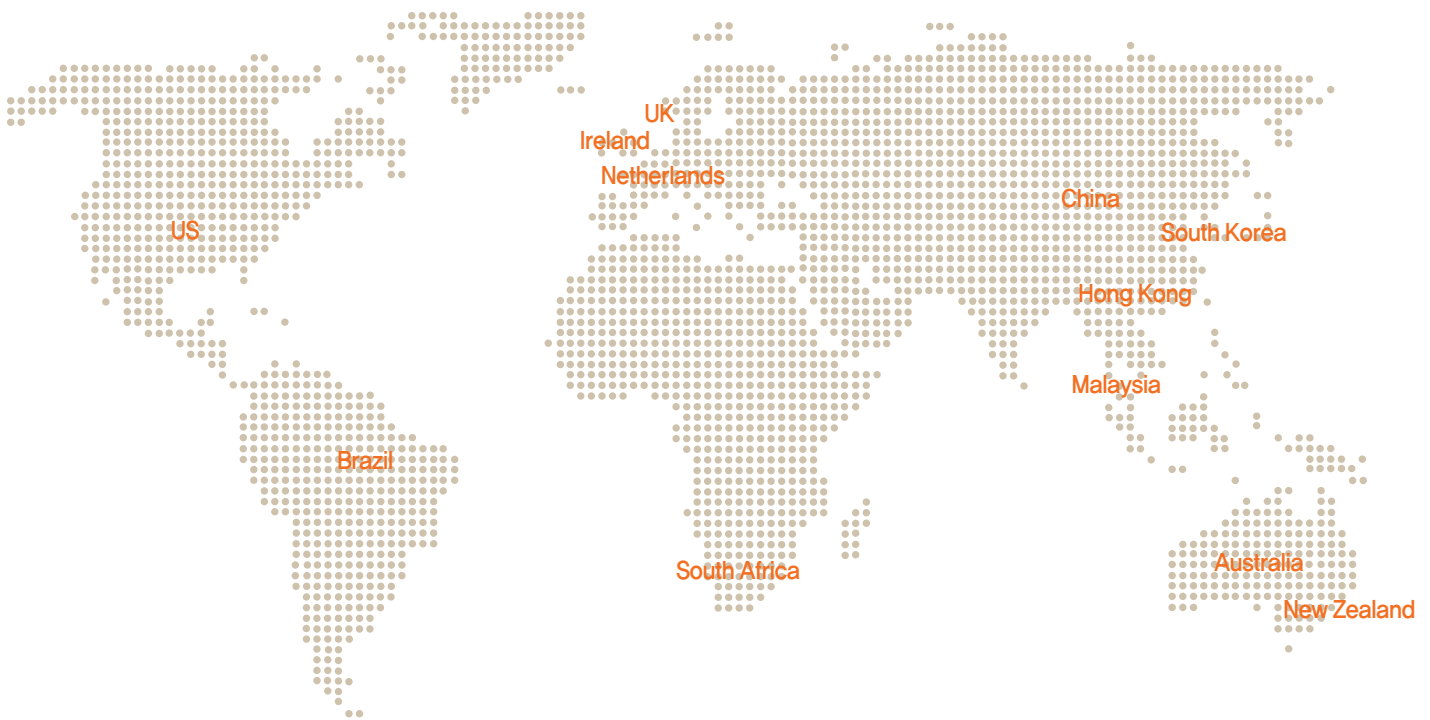 UK
Ireland
Netherlands
China
US
South Korea
Hong Kong
Malaysia
Brazil
South Africa
Australia
New Zealand